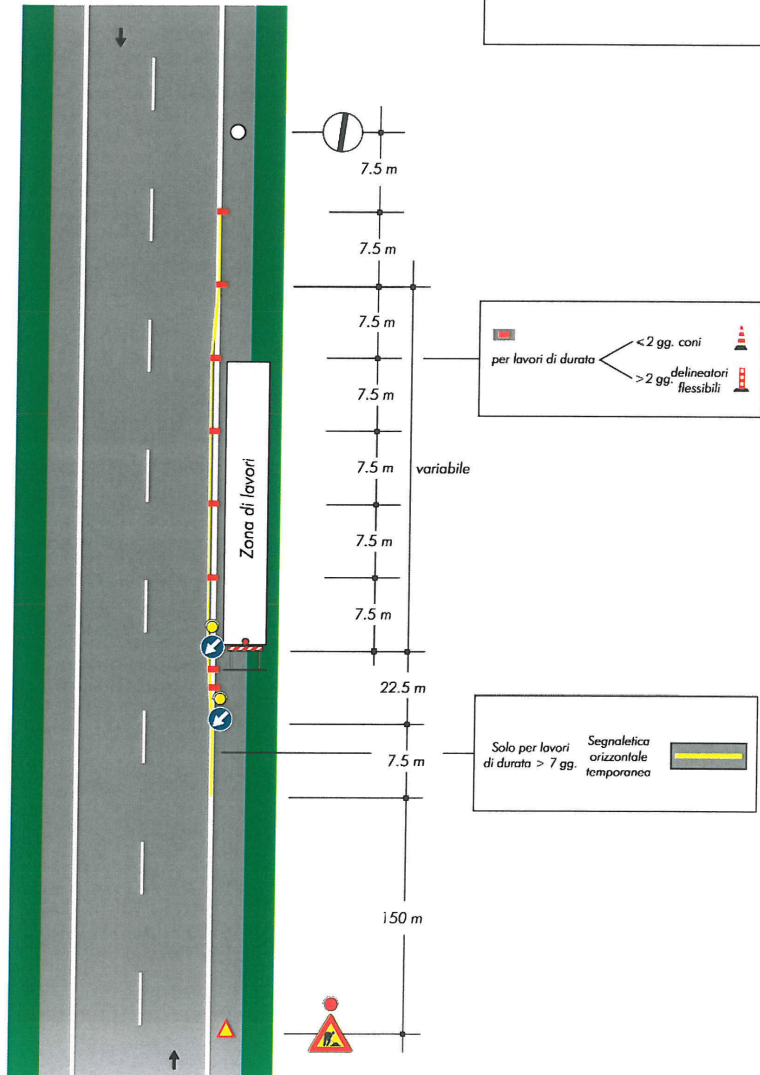 7.5 m
7.5 m
7.5 m
per lavori di durata
<2 gg. coni
>2 gg. delineatori
flessibili
7.5 m
Zona di lavori
7.5 m
variabile
7.5 m
7.5 m
22.5 m
Solo per lavori
di durata > 7 gg.
Segnaletica
orizzontale
temporanea
7.5 m
150 m